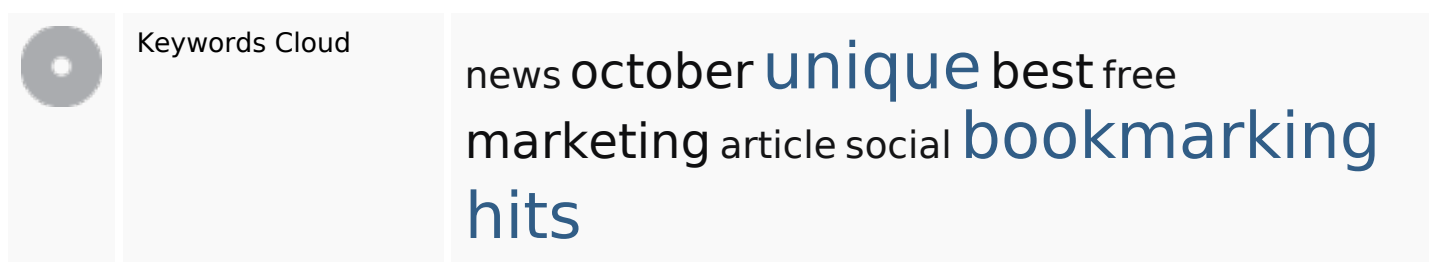 Keywords Cloud
news october unique best free
marketing article social bookmarking
hits